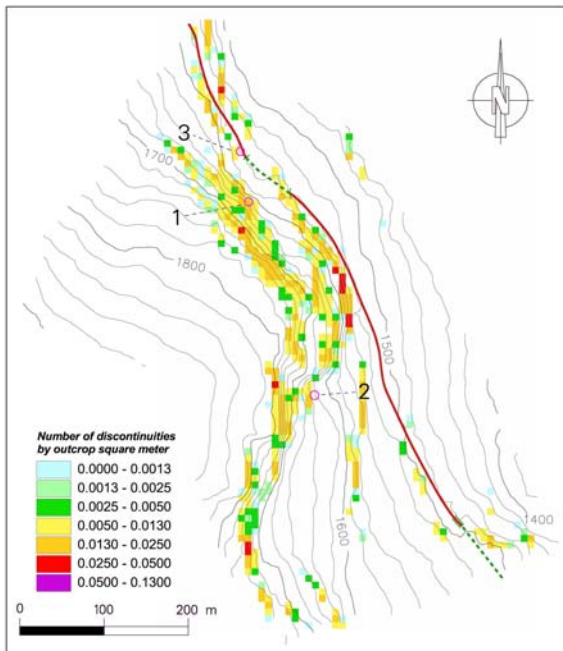 N
3
1700
1
1800
1500
2
Number of discontinuities
by outcrop square meter
0.0000 - 0.0013
0.0013 - 0.0025
0.0025 - 0.0050
0.0050 - 0.0130
0.0130 - 0.0250
0.0250 - 0.0500
0.0500 - 0.1300
1600
1400
0 100 200 m